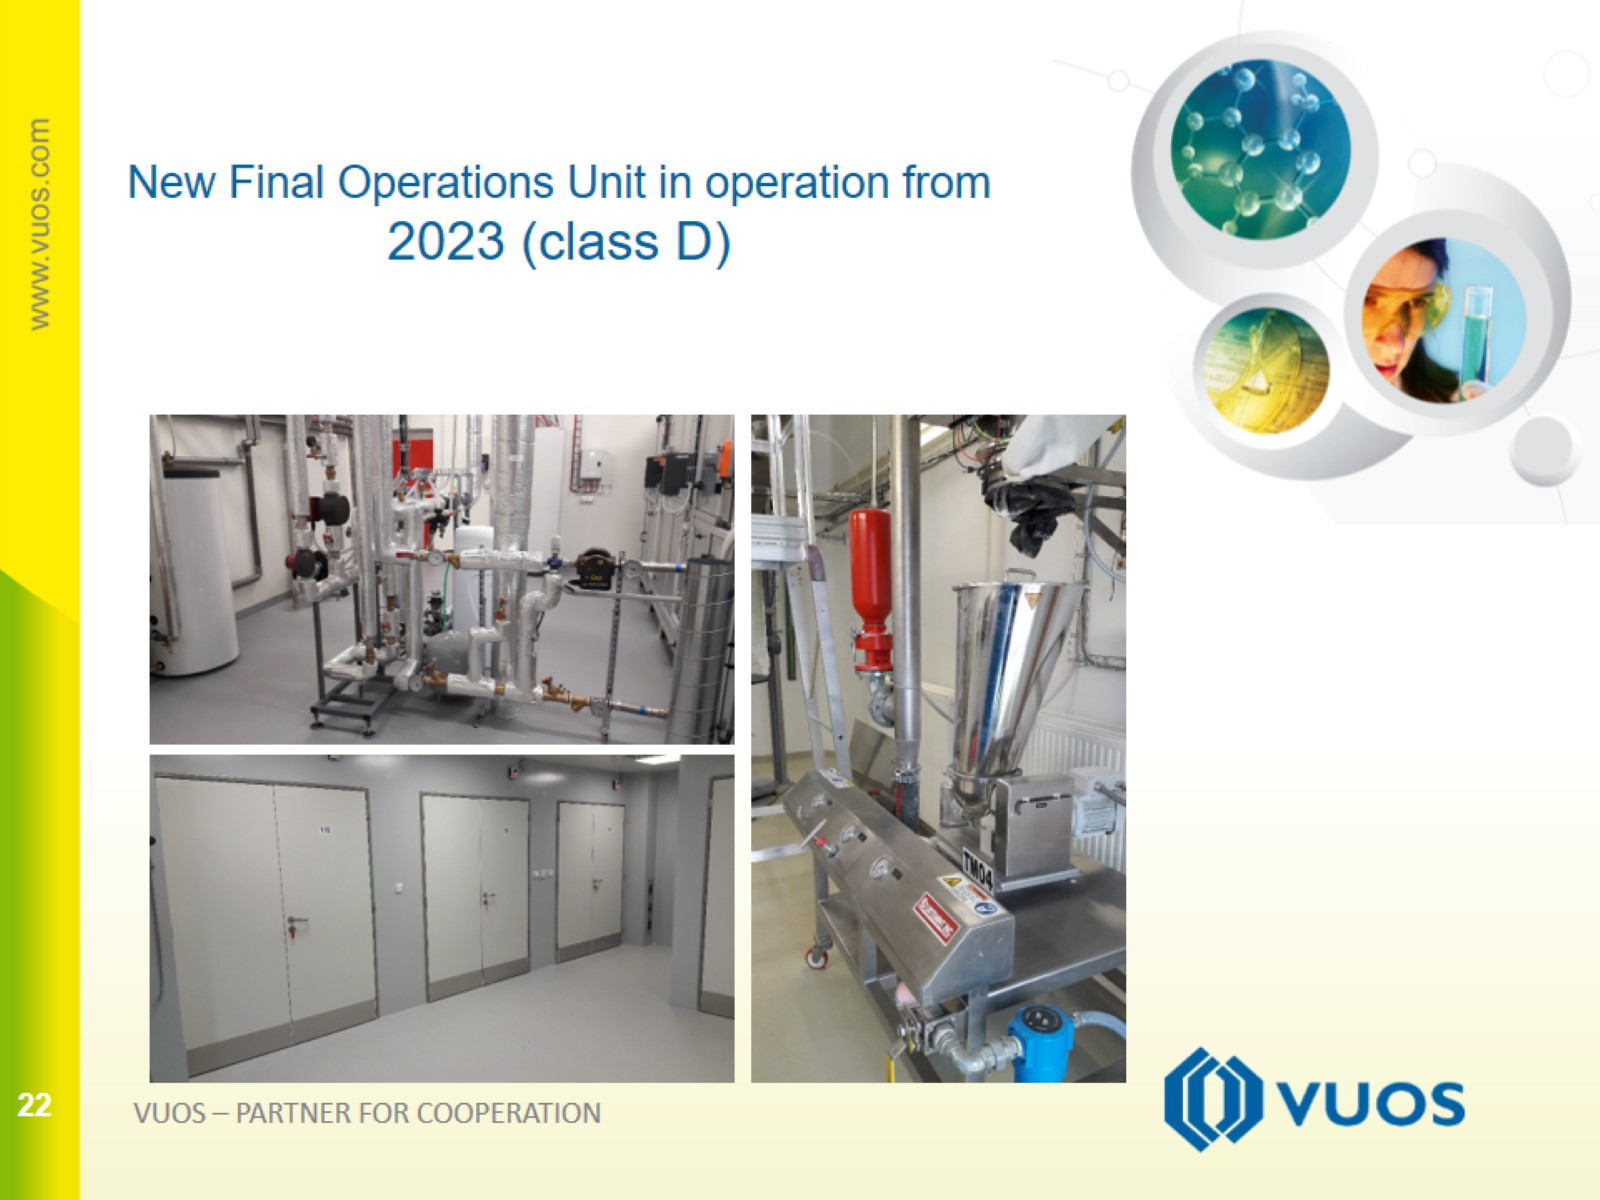 www.vuos.com
New Final Operations Unit in operation from
2023 (class D)
TM04
22
VUOS – PARTNER FOR COOPERATION
VUOS